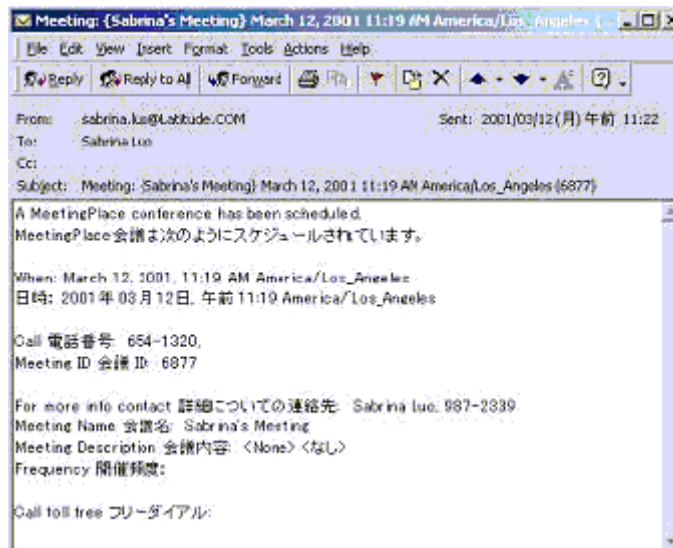 Meeting: {Sabrina's Meeting} March 12, 2001 11:19 AM America/Los_Angeles (
File Edit View Insert Format Tools Actions Help
Reply Reply to All Forward
From: sabrina.luo@Latitude.COM Sent: 2001/03/12(月)午前 11:22
To: Sabrina Luo
Cc:
Subject: Meeting: {Sabrina's Meeting} March 12, 2001 11:19 AM America/Los_Angeles (6877)
A MeetingPlace conference has been scheduled.
MeetingPlace会議は次のようにスケジュールされています。
When: March 12, 2001, 11:19 AM America/Los_Angeles
日時: 2001年03月12日, 午前11:19 America/Los_Angeles
Call 電話番号: 654-1320,
Meeting ID 会議 ID: 6877
For more info contact 詳細についての連絡先: Sabrina Luo, 987-2339
Meeting Name 会議名: Sabrina's Meeting
Meeting Description 会議内容: <None> <なし>
Frequency 開催頻度:
Call toll free フリーダイアル: